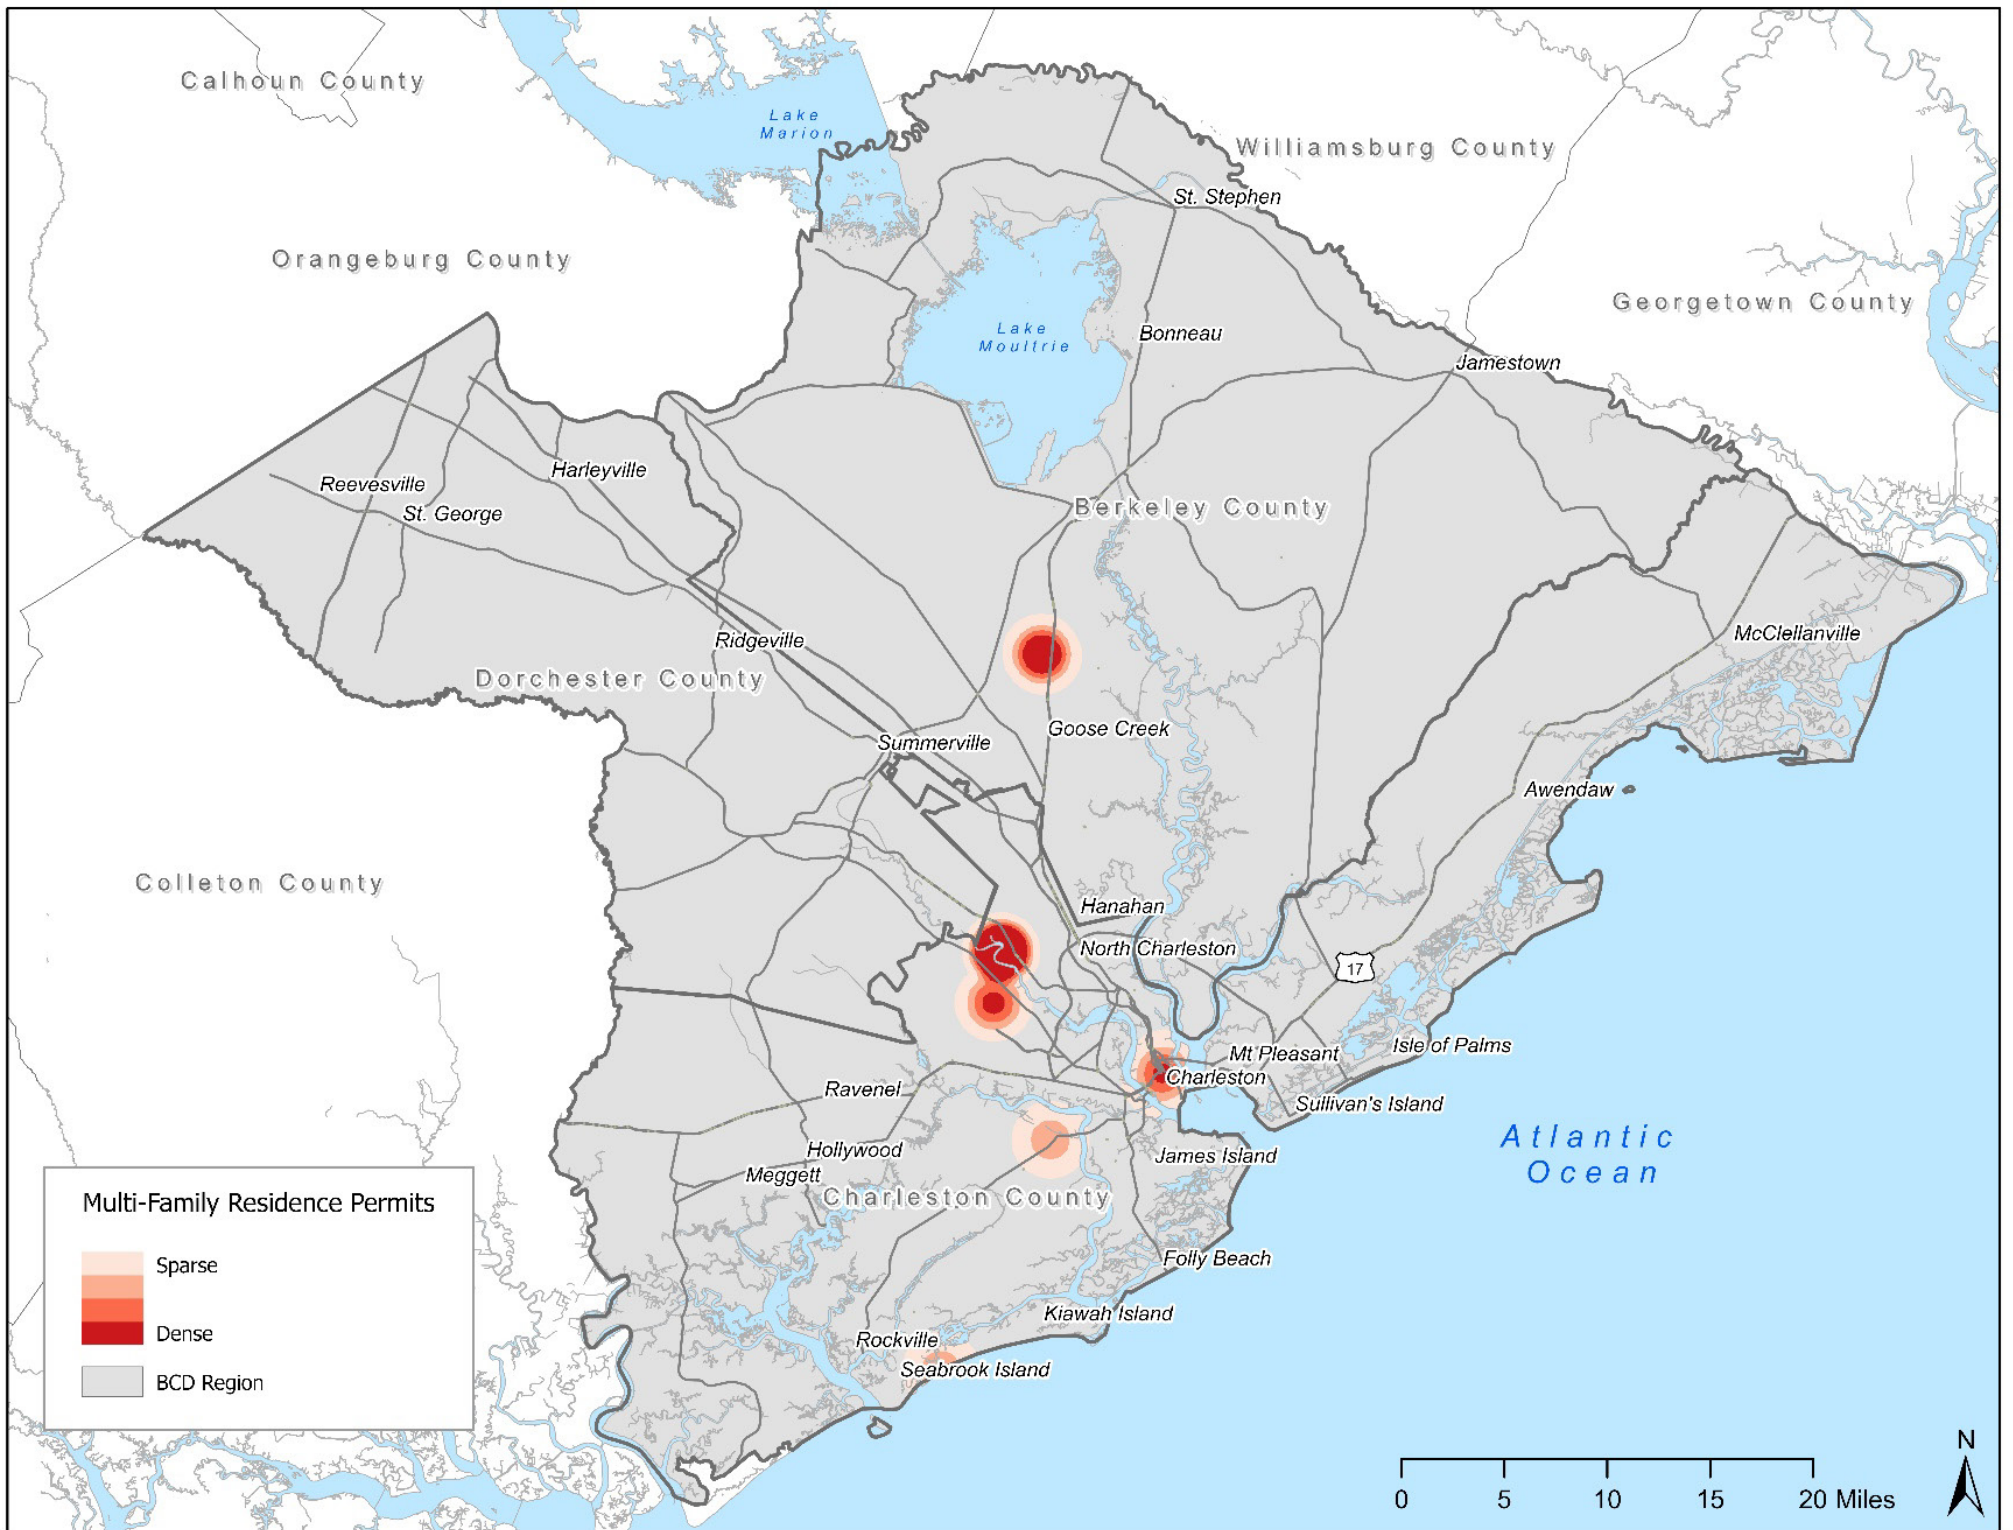 Calhoun County
Lake
Marion
Williamsburg County
St. Stephen
Orangeburg County
Georgetown County
Lake
Moultrie
Bonneau
Jamestown
Harleyville
Reevesville
St. George
Berkeley County
Ridgeville
McClellanville
Dorchester County
Goose Creek
Summerville
Awendaw
Colleton County
Hanahan
North Charleston
17
Isle of Palms
Mt Pleasant
Charleston
Ravenel
Sullivan's Island
Atlantic
Ocean
Hollywood
James Island
Meggett
Charleston County
Folly Beach
Kiawah Island
Rockville
Seabrook Island
Multi-Family Residence Permits
Sparse
Dense
BCD Region
N
0 5 10 15 20 Miles